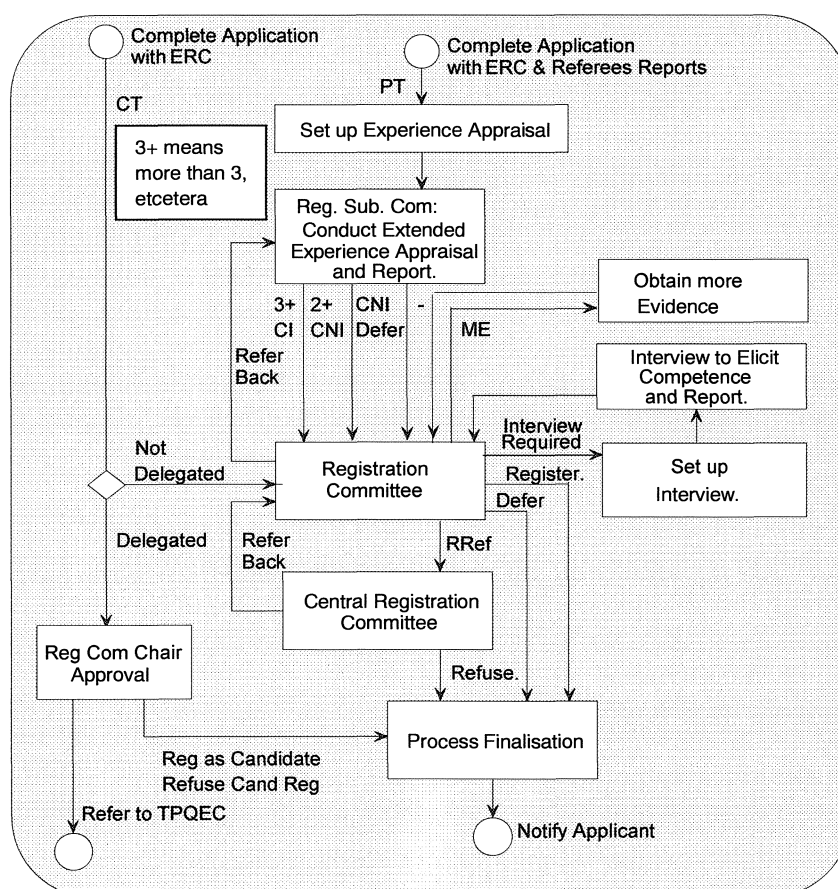 Complete Application
with ERC
Complete Application
with ERC & Referees Reports
CT
PT
Set up Experience Appraisal
3+ means
more than 3,
etcetera
Reg. Sub. Com:
Conduct Extended
Experience Appraisal
and Report.
Obtain more
Evidence
3+ 2+ CNI -
CI CNI Defer
ME
Refer
Back
Interview to Elicit
Competence
and Report.
Interview
Required
Not
Delegated
Registration
Committee
Register.
Defer
Set up
Interview.
Delegated
Refer
Back
RRef
Central Registration
Committee
Reg Com Chair
Approval
Refuse.
Process Finalisation
Reg as Candidate
Refuse Cand Reg
Refer to TPQEC
Notify Applicant